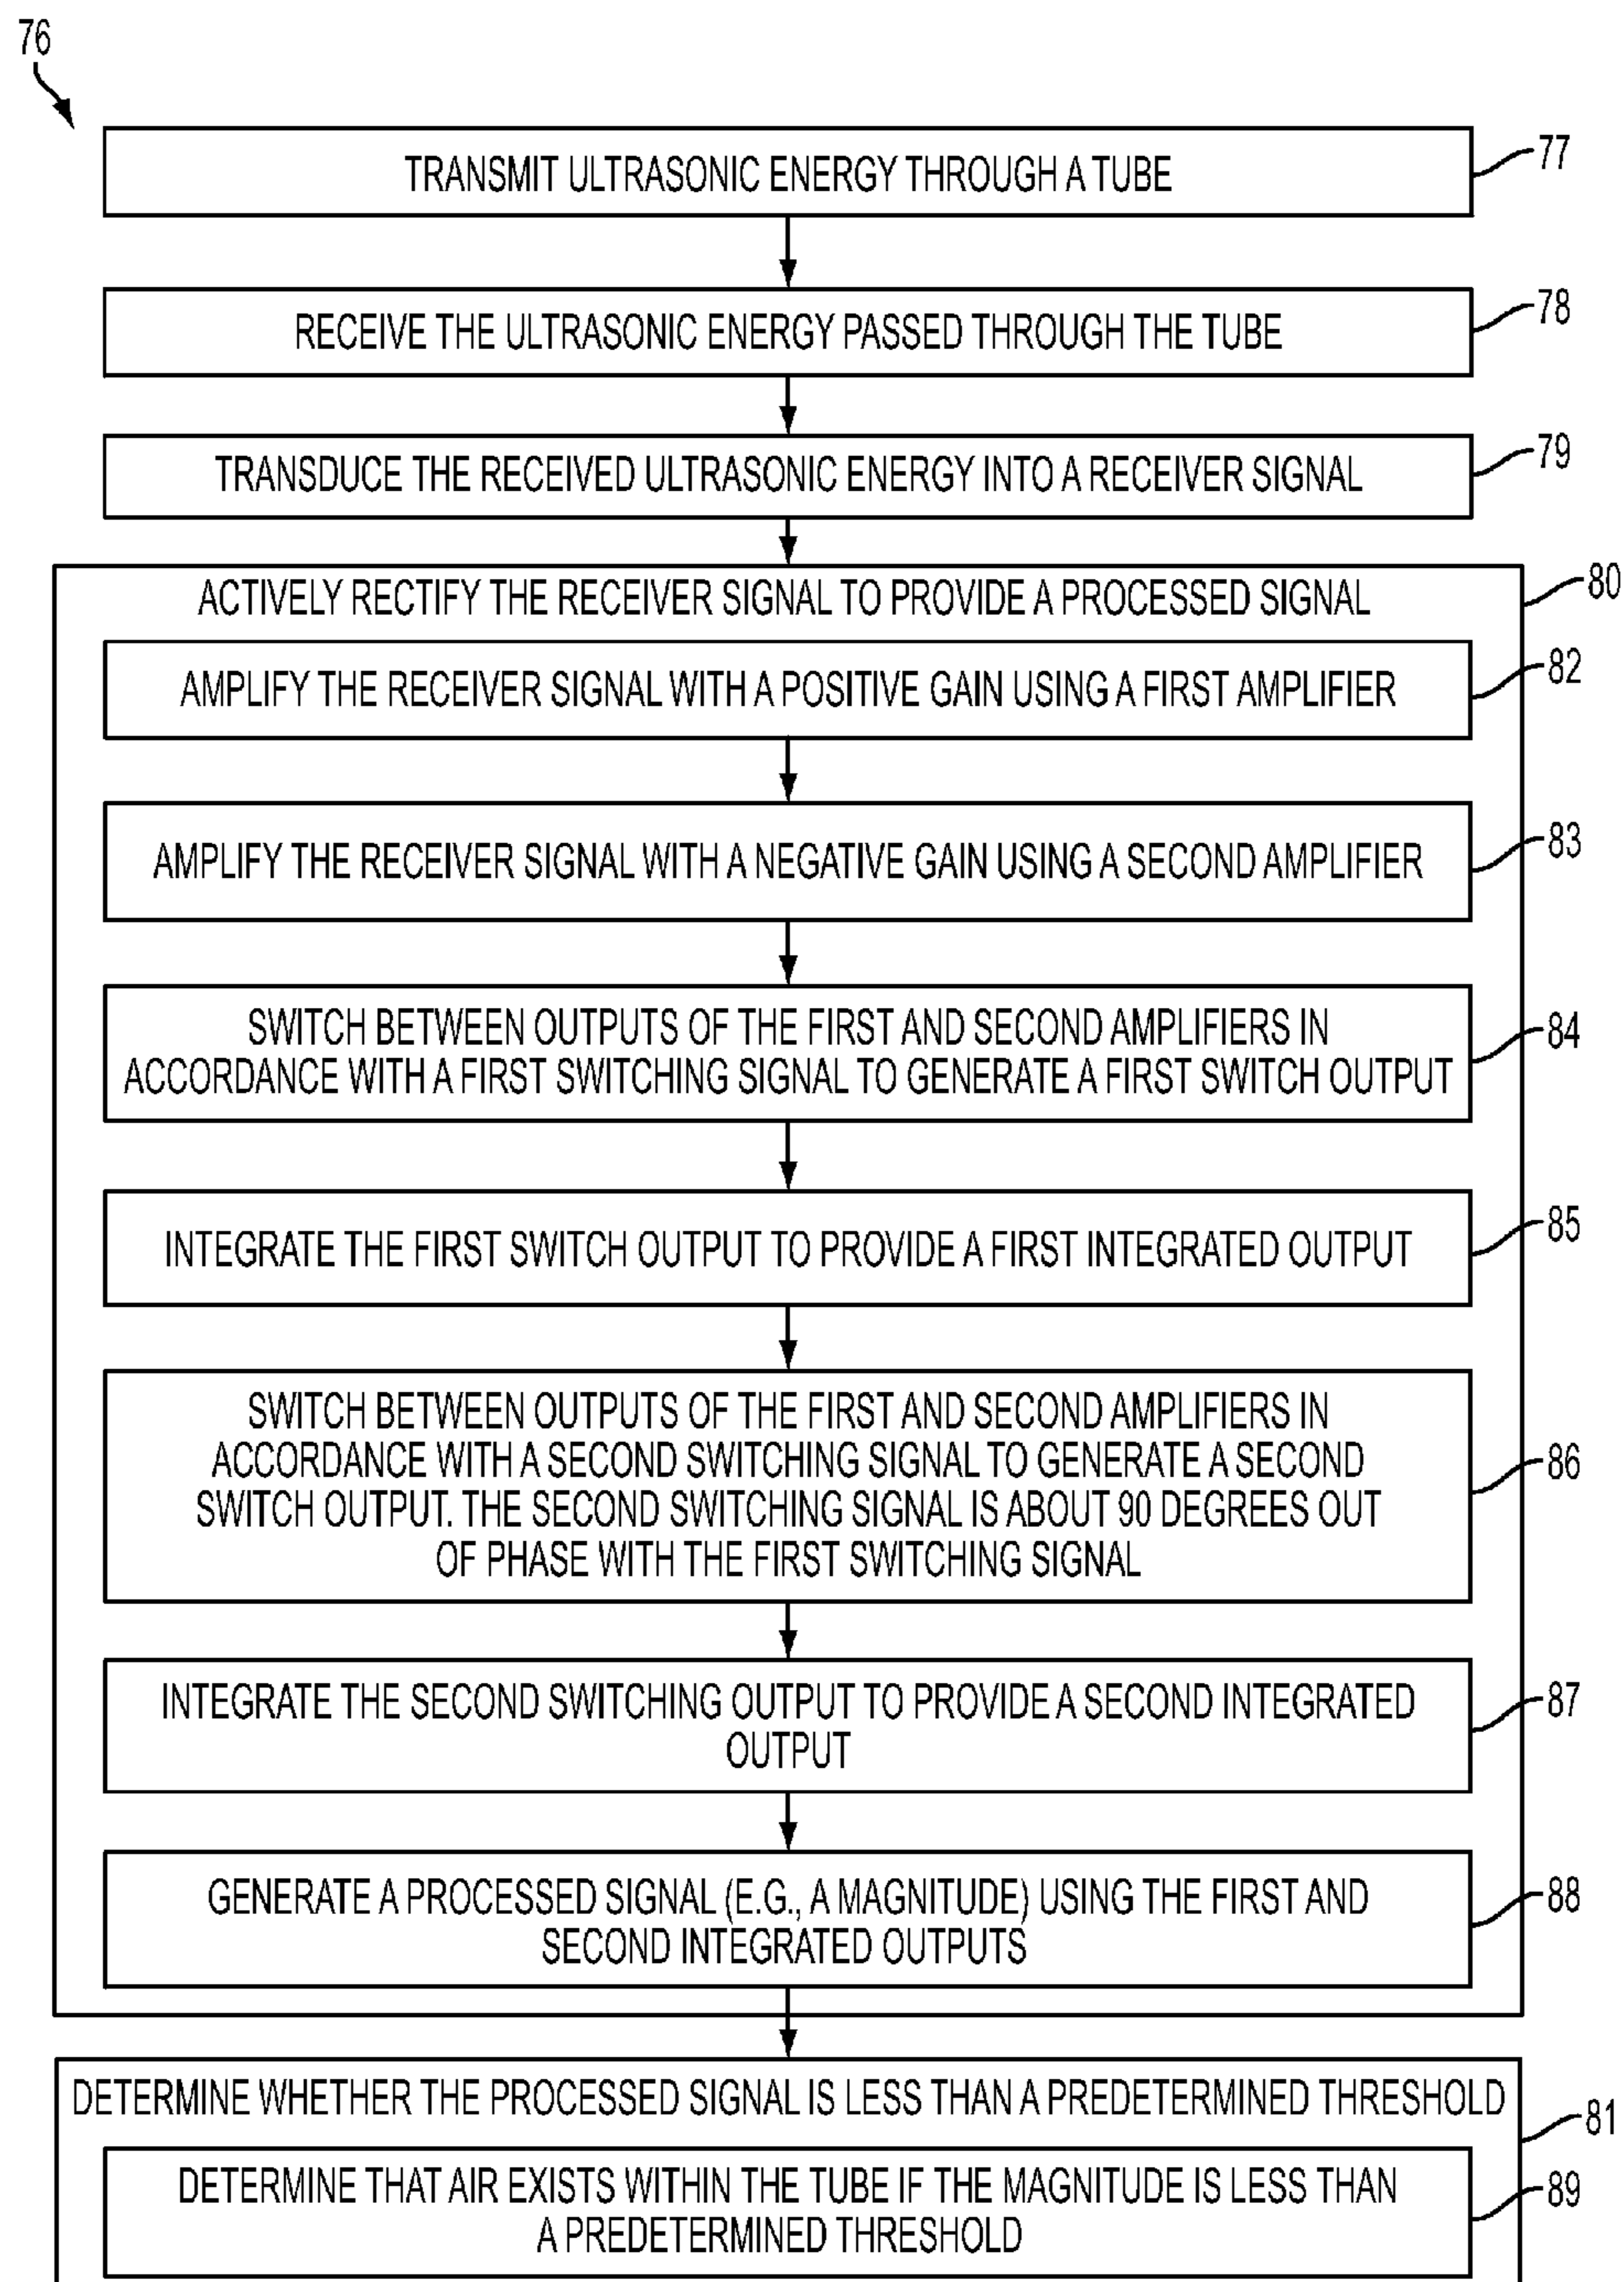 76
TRANSMIT ULTRASONIC ENERGY THROUGH A TUBE
77
RECEIVE THE ULTRASONIC ENERGY PASSED THROUGH THE TUBE
78
TRANSDUCE THE RECEIVED ULTRASONIC ENERGY INTO A RECEIVER SIGNAL
79
ACTIVELY RECTIFY THE RECEIVER SIGNAL TO PROVIDE A PROCESSED SIGNAL
80
AMPLIFY THE RECEIVER SIGNAL WITH A POSITIVE GAIN USING A FIRST AMPLIFIER
82
AMPLIFY THE RECEIVER SIGNAL WITH A NEGATIVE GAIN USING A SECOND AMPLIFIER
83
SWITCH BETWEEN OUTPUTS OF THE FIRST AND SECOND AMPLIFIERS IN
ACCORDANCE WITH A FIRST SWITCHING SIGNAL TO GENERATE A FIRST SWITCH OUTPUT
84
INTEGRATE THE FIRST SWITCH OUTPUT TO PROVIDE A FIRST INTEGRATED OUTPUT
85
SWITCH BETWEEN OUTPUTS OF THE FIRST AND SECOND AMPLIFIERS IN
ACCORDANCE WITH A SECOND SWITCHING SIGNAL TO GENERATE A SECOND
SWITCH OUTPUT. THE SECOND SWITCHING SIGNAL IS ABOUT 90 DEGREES OUT
OF PHASE WITH THE FIRST SWITCHING SIGNAL
86
INTEGRATE THE SECOND SWITCHING OUTPUT TO PROVIDE A SECOND INTEGRATED
OUTPUT
87
GENERATE A PROCESSED SIGNAL (E.G., A MAGNITUDE) USING THE FIRST AND
SECOND INTEGRATED OUTPUTS
88
DETERMINE WHETHER THE PROCESSED SIGNAL IS LESS THAN A PREDETERMINED THRESHOLD
81
DETERMINE THAT AIR EXISTS WITHIN THE TUBE IF THE MAGNITUDE IS LESS THAN
A PREDETERMINED THRESHOLD
89